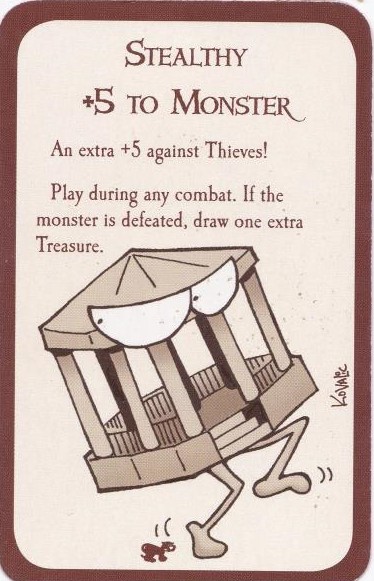 STEALTHY
+5 TO MONSTER
An extra +5 against Thieves!
Play during any combat. If the
monster is defeated, draw one extra
Treasure.
KOVALIC